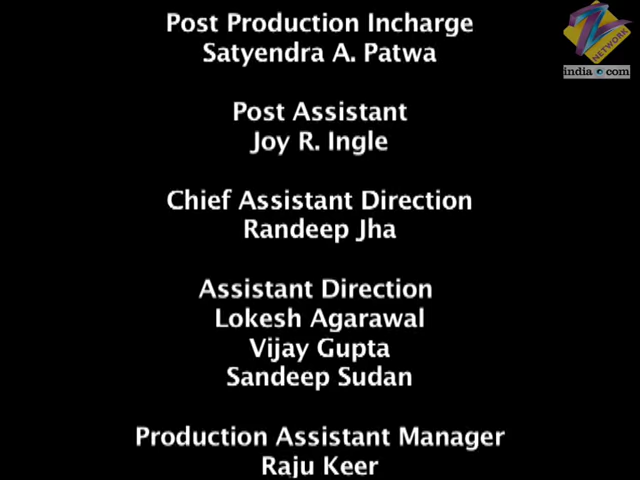 Post Production Incharge
Satyendra A. Patwa
Post Assistant
Joy R. Ingle
Chief Assistant Direction
Randeep Jha
Assistant Direction
Lokesh Agarawal
Vijay Gupta
Sandeep Sudan
Production Assistant Manager
Raju Keer
Z
NETWORK
india.com